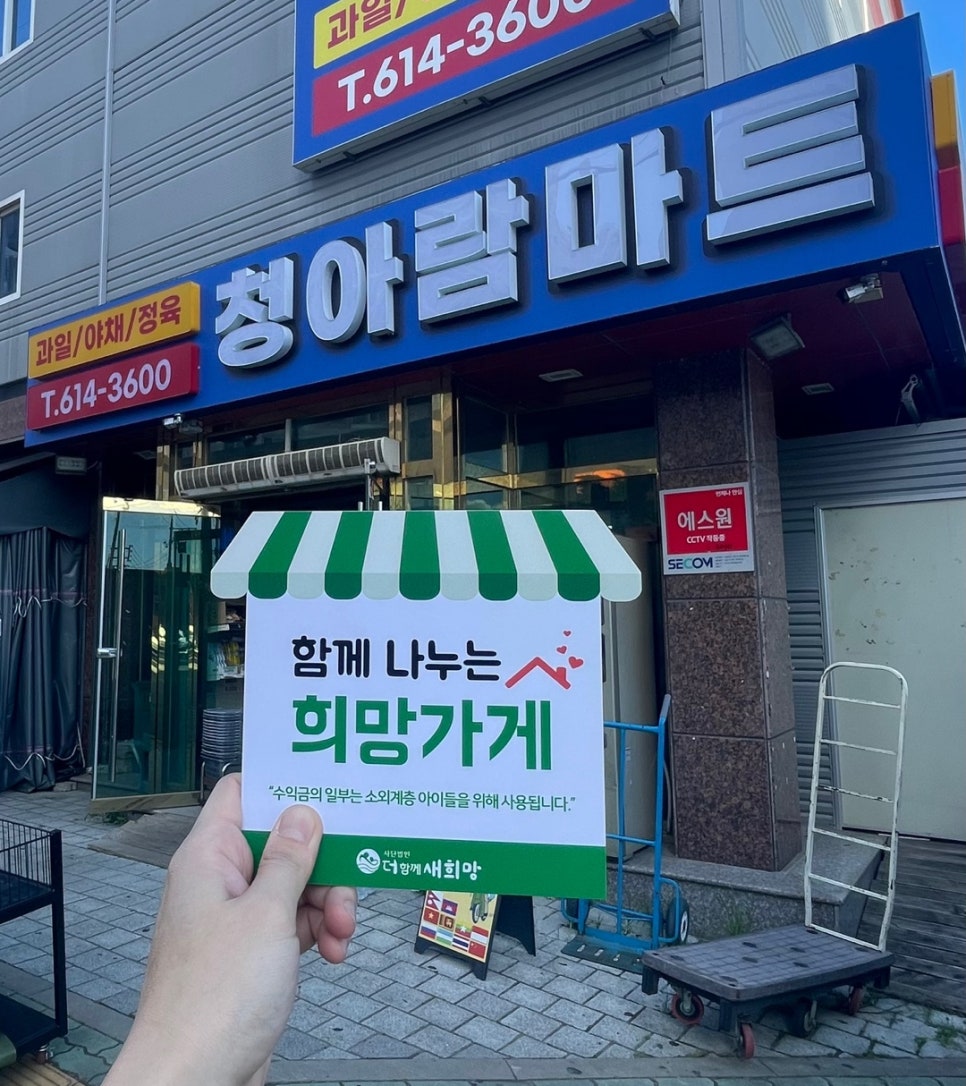 과일/
T.614-3600
청아람마트
과일/야채/정육
T.614-3600
에스원
CCTV 작동중
SECOM
함께 나누는
희망가게
"수익금의 일부는 소외계층 아이들을 위해 사용됩니다."
사단법인
더함께새희망